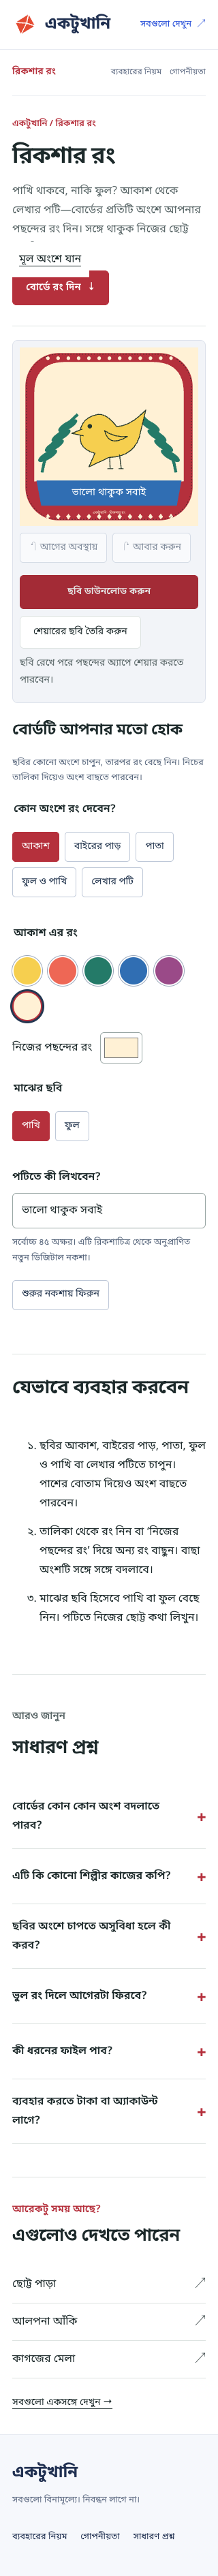 একটুখানি
সবগুলো দেখুন ↗
রিকশার রং
ব্যবহারের নিয়ম গোপনীয়তা
একটুখানি / রিকশার রং
রিকশার রং
পাখি থাকবে, নাকি ফুল? আকাশ থেকে
লেখার পটি—বোর্ডের প্রতিটি অংশে আপনার
পছন্দের রং দিন। সঙ্গে থাকুক নিজের ছোট্ট
মূল অংশে যান
বোর্ডে রং দিন ↓
ভালো থাকুক সবাই
↶ আগের অবস্থায়
↷ আবার করুন
ছবি ডাউনলোড করুন
শেয়ারের ছবি তৈরি করুন
ছবি রেখে পরে পছন্দের অ্যাপে শেয়ার করতে
পারবেন।
বোর্ডটি আপনার মতো হোক
ছবির কোনো অংশে চাপুন, তারপর রং বেছে নিন। নিচের
তালিকা দিয়েও অংশ বাছতে পারবেন।
কোন অংশে রং দেবেন?
আকাশ
বাইরের পাড়
পাতা
ফুল ও পাখি
লেখার পটি
আকাশ এর রং
নিজের পছন্দের রং
মাঝের ছবি
পাখি
ফুল
পটিতে কী লিখবেন?
ভালো থাকুক সবাই
সর্বোচ্চ ৪৫ অক্ষর। এটি রিকশাচিত্র থেকে অনুপ্রাণিত
নতুন ডিজিটাল নকশা।
শুরুর নকশায় ফিরুন
যেভাবে ব্যবহার করবেন
১. ছবির আকাশ, বাইরের পাড়, পাতা, ফুল
ও পাখি বা লেখার পটিতে চাপুন।
পাশের বোতাম দিয়েও অংশ বাছতে
পারবেন।
২. তালিকা থেকে রং নিন বা ‘নিজের
পছন্দের রং’ দিয়ে অন্য রং বাছুন। বাছা
অংশটি সঙ্গে সঙ্গে বদলাবে।
৩. মাঝের ছবি হিসেবে পাখি বা ফুল বেছে
নিন। পটিতে নিজের ছোট্ট কথা লিখুন।
আরও জানুন
সাধারণ প্রশ্ন
বোর্ডের কোন কোন অংশ বদলাতে
পারব?
এটি কি কোনো শিল্পীর কাজের কপি?
ছবির অংশে চাপতে অসুবিধা হলে কী
করব?
ভুল রং দিলে আগেরটা ফিরবে?
কী ধরনের ফাইল পাব?
ব্যবহার করতে টাকা বা অ্যাকাউন্ট
লাগে?
আরেকটু সময় আছে?
এগুলোও দেখতে পারেন
ছোট্ট পাড়া ↗
আলপনা আঁকি ↗
কাগজের মেলা ↗
সবগুলো একসঙ্গে দেখুন →
একটুখানি
সবগুলো বিনামূল্যে। নিবন্ধন লাগে না।
ব্যবহারের নিয়ম গোপনীয়তা সাধারণ প্রশ্ন